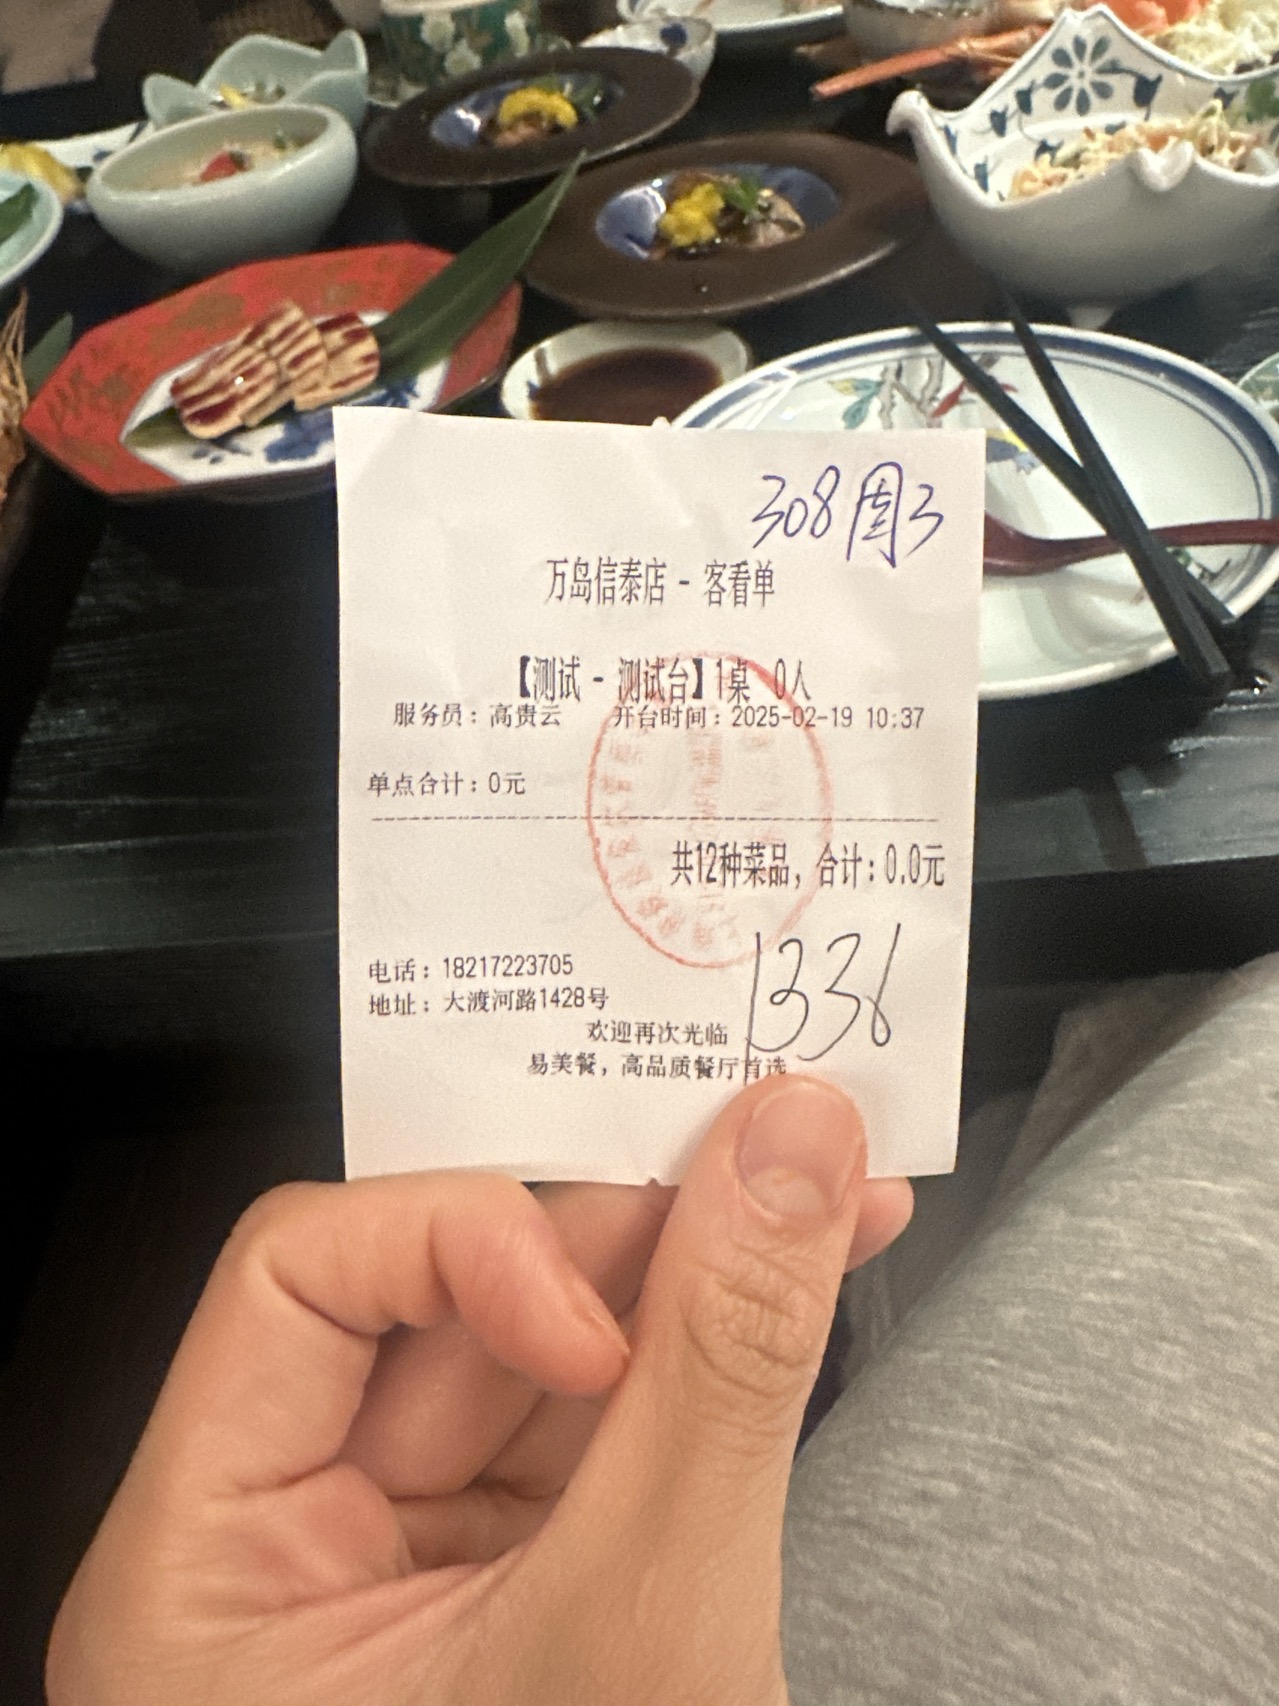 308 周3
万岛信泰店 - 客看单
【测试 - 测试台】1桌 0人
服务员：高贵云 开台时间：2025-02-19 10:37
单点合计：0元
共12种菜品，合计：0.0元
电话：18217223705
地址：大渡河路1428号
1336
欢迎再次光临
易美餐，高品质餐厅首选